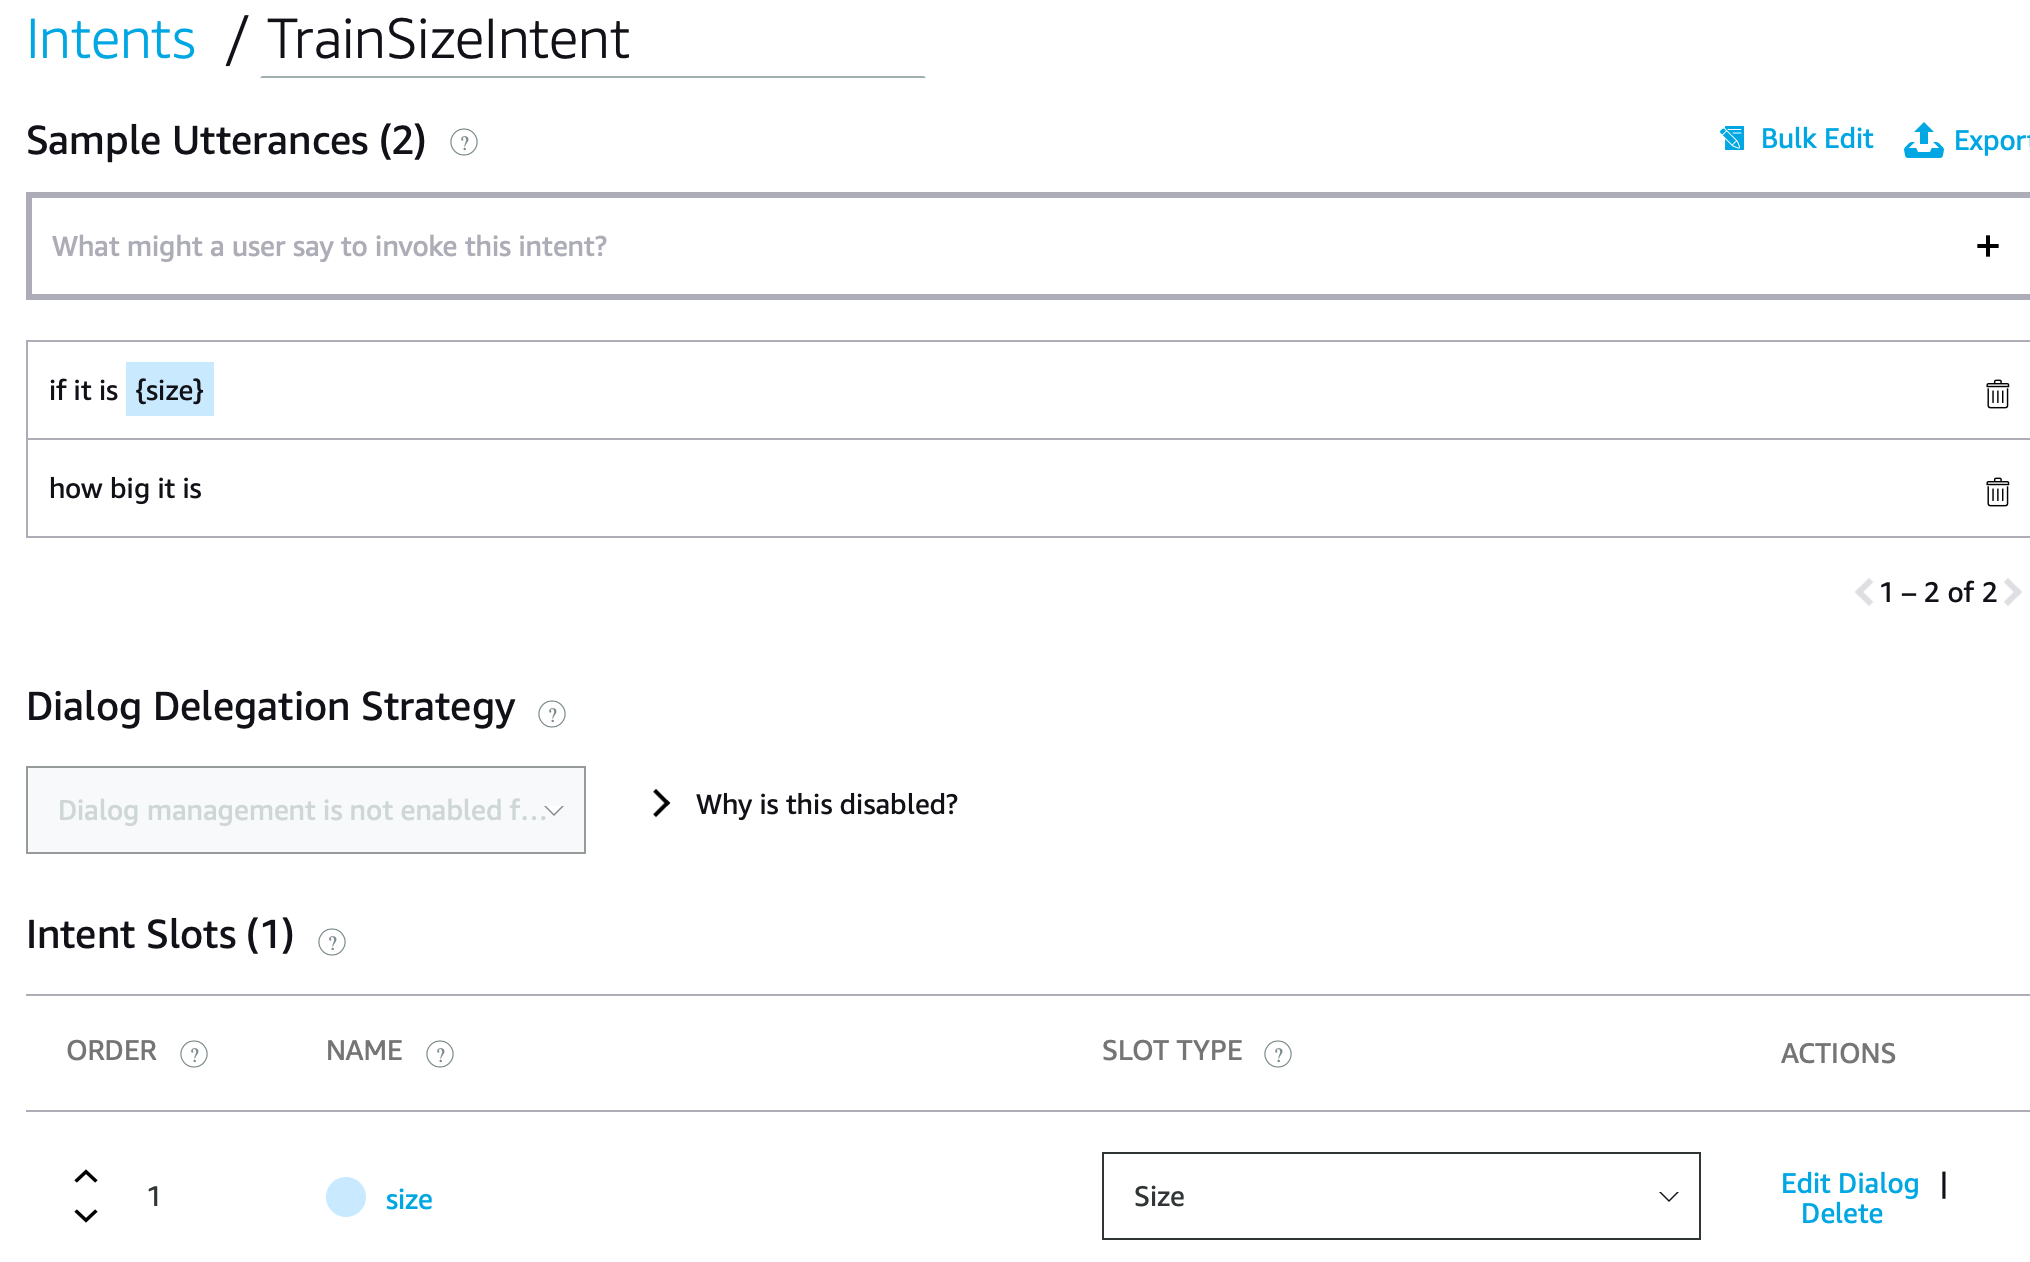 Intents / TrainSizeIntent
Sample Utterances (2) ?
Bulk Edit Export
What might a user say to invoke this intent? +
if it is {size}
how big it is
1 – 2 of 2
Dialog Delegation Strategy ?
Dialog management is not enabled f...
Why is this disabled?
Intent Slots (1) ?
ORDER ? NAME ? SLOT TYPE ? ACTIONS
1 size Size Edit Dialog |
Delete